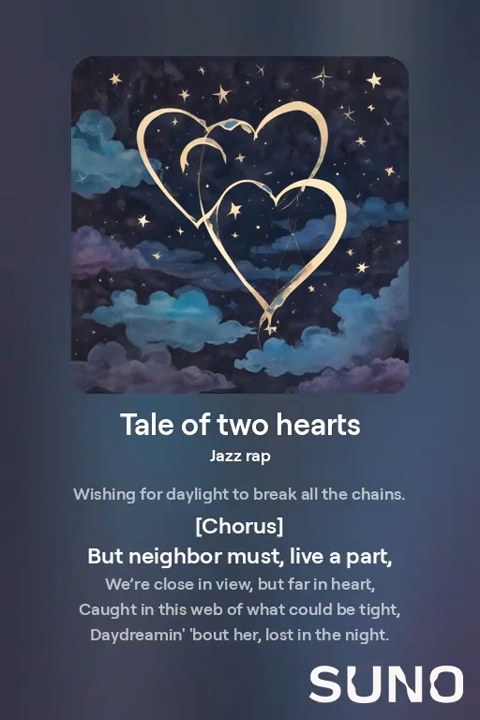 Tale of two hearts
Jazz rap
Wishing for daylight to break all the chains.
[Chorus]
But neighbor must, live a part,
We’re close in view, but far in heart,
Caught in this web of what could be tight,
Daydreamin' 'bout her, lost in the night.
SUNO